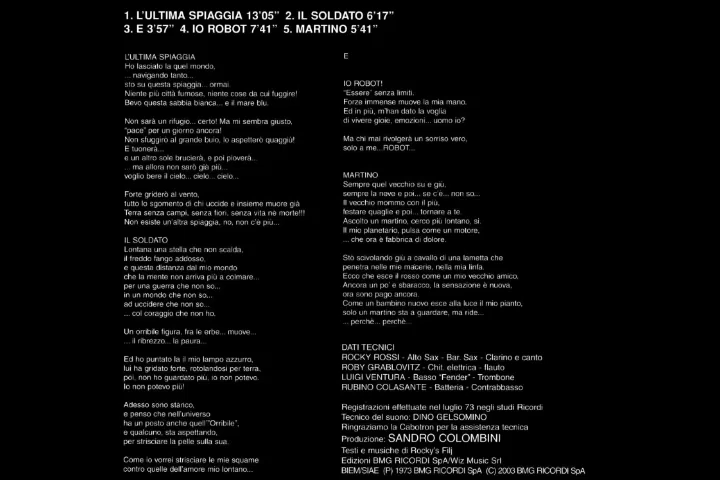 1. L'ULTIMA SPIAGGIA 13'05" 2. IL SOLDATO 6'17"
3. E 3'57" 4. IO ROBOT 7'41" 5. MARTINO 5'41"
L'ULTIMA SPIAGGIA
Ho lasciato la quel mondo,
... navigando tanto...
sto su questa spiaggia... ormai.
Niente più città fumose, niente cose da cui fuggire!
Bevo questa sabbia bianca... e il mare blu.
Non sarà un rifugio... certo! Ma mi sembra giusto,
"pace" per un giorno ancora!
Non sfuggirò al grande buio, lo aspetterò quaggiù!
E tuonerà...
e un altro sole brucierà, e poi pioverà...
... ma allora non sarò già più...
voglio bere il cielo... cielo... cielo...
Forte griderò al vento,
tutto lo sgomento di chi uccide e insieme muore già
Terra senza campi, senza fiori, senza vita né morte!!!
Non esiste un'altra spiaggia, no, non c'è più...
IL SOLDATO
Lontana una stella che non scalda,
il freddo fango addosso,
e questa distanza dal mio mondo
che la mente non arriva più a colmare...
per una guerra che non so...
in un mondo che non so...
ad uccidere che non so...
... col coraggio che non ho.
Un orribile figura, fra le erbe... muove...
... il ribrezzo... la paura...
Ed ho puntato la il mio lampo azzurro,
lui ha gridato forte, rotolandosi per terra,
poi, non ho guardato più, io non potevo.
Io non potevo più!
Adesso sono stanco,
e penso che nell'universo
ha un posto anche quell'"Orribile",
e qualcuno, sta aspettando,
per strisciare la pelle sulla sua.
Come io vorrei strisciare le mie squame
contro quelle dell'amore mio lontano...
E
IO ROBOT!
"Essere" senza limiti.
Forze immense muove la mia mano.
Ed in più, m'han dato la voglia
di vivere gioie, emozioni... uomo io?
Ma chi mai rivolgerà un sorriso vero,
solo a me...ROBOT...
MARTINO
Sempre quel vecchio su e giù,
sempre la neve e poi... se c'è... non so...
Il vecchio mommo con il più,
festare quaglie e poi... tornare a te.
Ascolto un martino, cerco più lontano, si.
Il mio planetario, pulsa come un motore,
... che ora è fabbrica di dolore.
Sto scivolando giù a cavallo di una lametta che
penetra nelle mie macerie, nella mia linfa.
Ecco che esce il rosso come un mio vecchio amico.
Ancora un po' e sbaracco, la sensazione è nuova,
ora sono pago ancora.
Come un bambino nuovo esce alla luce il mio pianto,
solo un martino sta a guardare, ma ride...
... perchè... perchè...
DATI TECNICI
ROCKY ROSSI - Alto Sax - Bar. Sax - Clarino e canto
ROBY GRABLOVITZ - Chit. elettrica - flauto
LUIGI VENTURA - Basso "Fender" - Trombone
RUBINO COLASANTE - Batteria - Contrabbasso
Registrazioni effettuate nel luglio 73 negli studi Ricordi
Tecnico del suono: DINO GELSOMINO
Ringraziamo la Cabotron per la assistenza tecnica
Produzione: SANDRO COLOMBINI
Testi e musiche di Rocky's Filj
Edizioni BMG RICORDI SpA/Wiz Music Srl
BIEM/SIAE (P) 1973 BMG RICORDI SpA (C) 2003 BMG RICORDI SpA